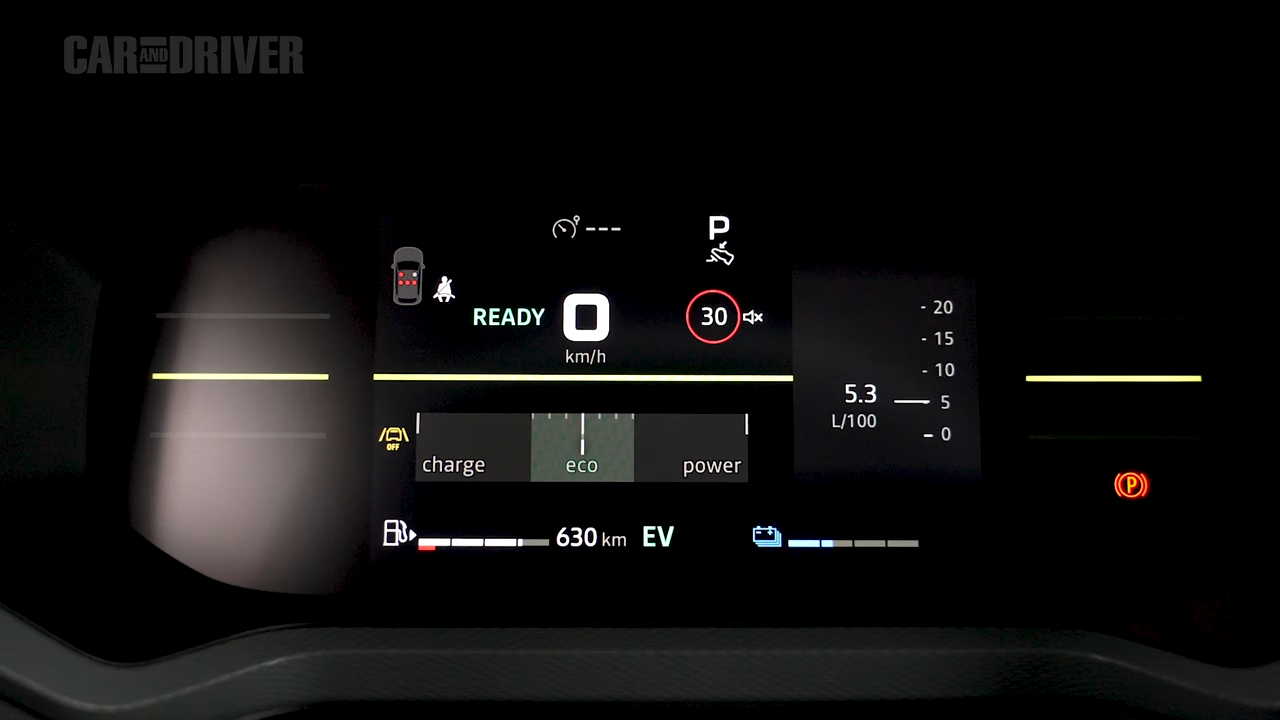 CAR AND DRIVER
--- P
READY 0 30
km/h
20
15
10
5.3
5
L/100
0
OFF
charge eco power
630 km EV
P